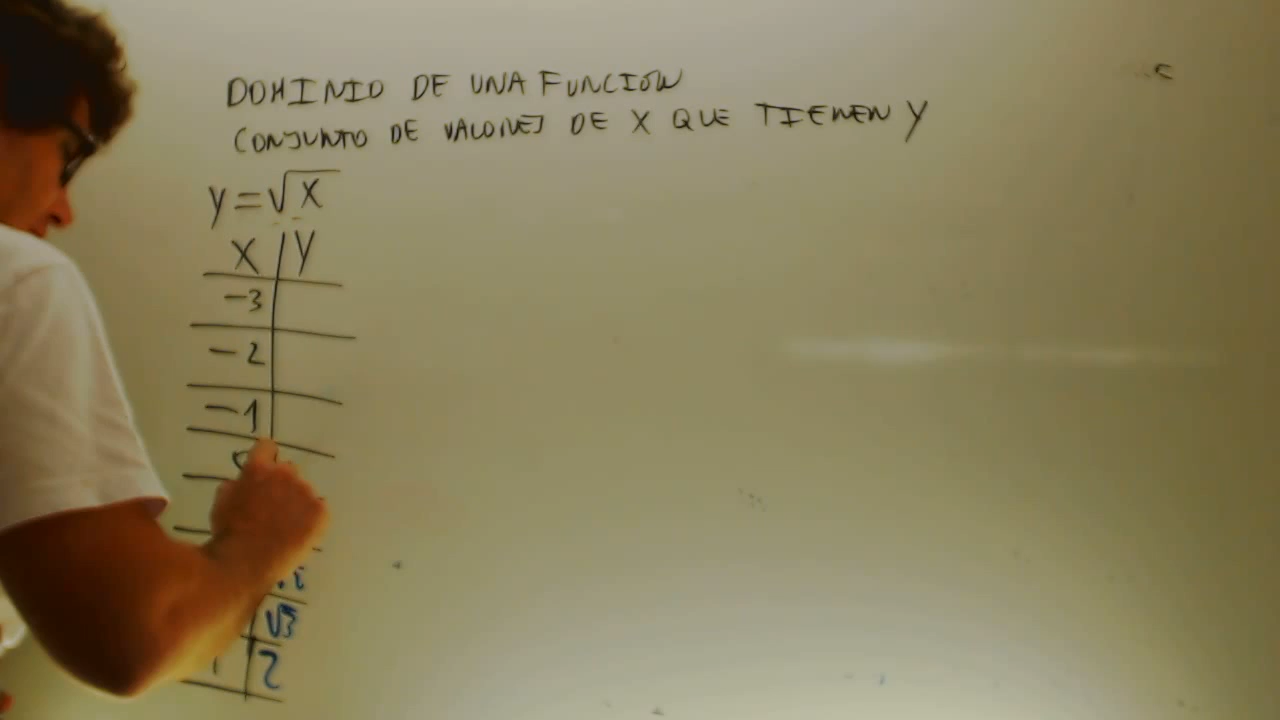 DOMINIO DE UNA FUNCION
CONJUNTO DE VALORES DE X QUE TIENEN Y
y=√x
X Y
-3
-2
-1
√3
2